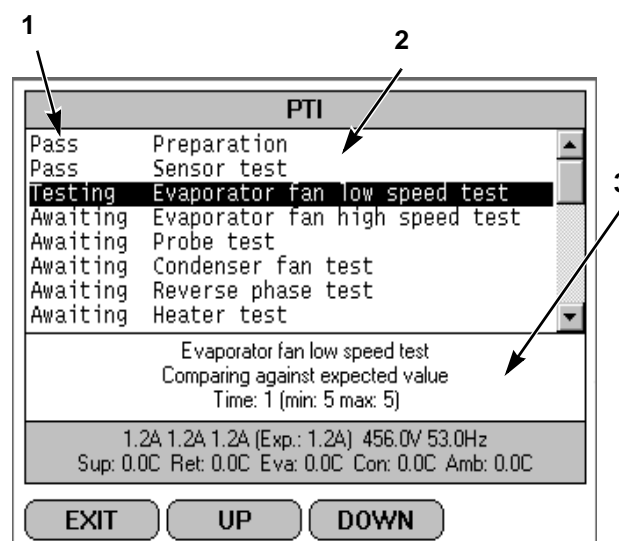 1
2
PTI
Pass Preparation
Pass Sensor test
Testing Evaporator fan low speed test
Awaiting Evaporator fan high speed test
Awaiting Probe test
Awaiting Condenser fan test
Awaiting Reverse phase test
Awaiting Heater test
3
Evaporator fan low speed test
Comparing against expected value
Time: 1 (min: 5 max: 5)
1.2A 1.2A 1.2A (Exp.: 1.2A) 456.0V 53.0Hz
Sup: 0.0C Ret: 0.0C Eva: 0.0C Con: 0.0C Amb: 0.0C
EXIT UP DOWN